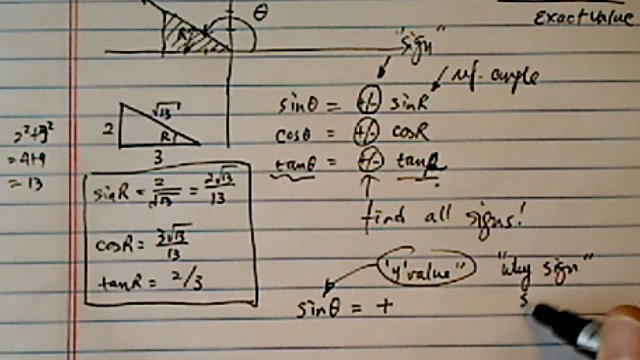 Exact Value
θ
R
"sign"
ref. angle
sinθ = +/- sinR
cosθ = +/- cosR
tanθ = +/- tanR
find all signs!
2 √13 R 3
2²+3²
= 4+9
= 13
sinR = 2/√13 = 2√13/13
cosR = 3√13/13
tanR = 2/3
"y'value"
"why sign"
sinθ = +
s